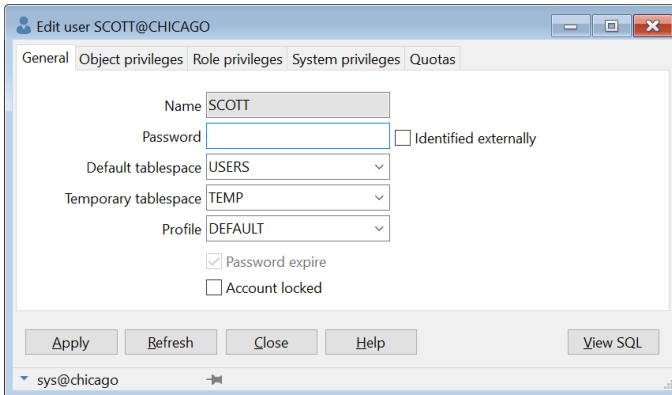 Edit user SCOTT@CHICAGO
General Object privileges Role privileges System privileges Quotas
Name SCOTT
Password Identified externally
Default tablespace USERS
Temporary tablespace TEMP
Profile DEFAULT
Password expire
Account locked
Apply Refresh Close Help View SQL
sys@chicago